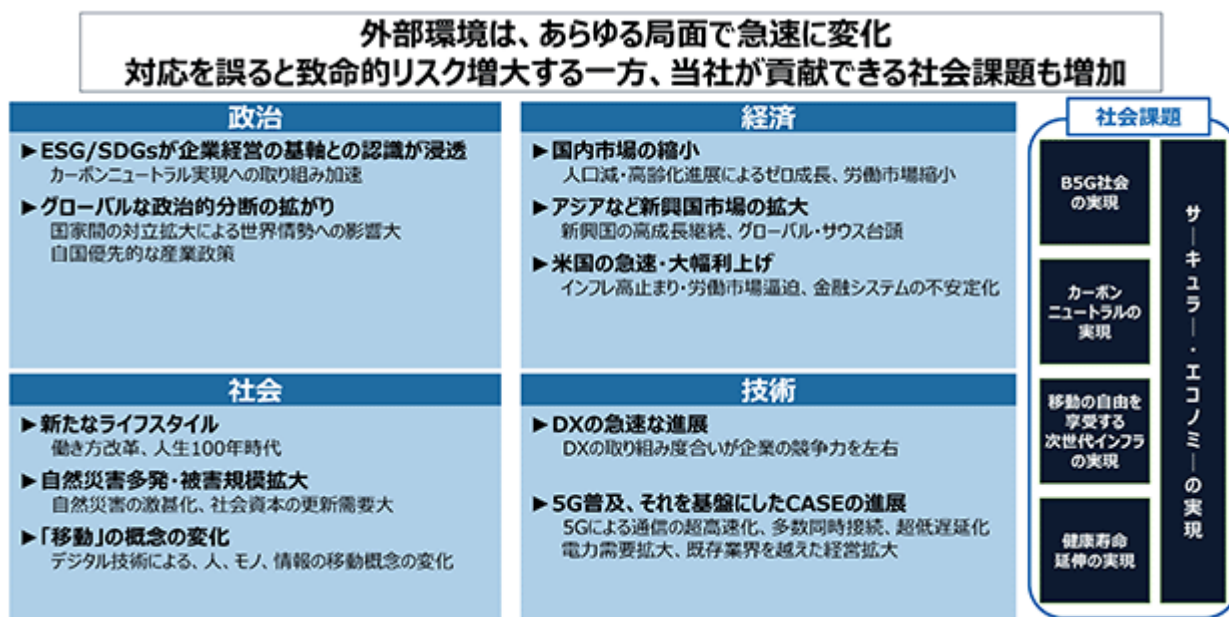 外部環境は、あらゆる局面で急速に変化
対応を誤ると致命的リスク増大する一方、当社が貢献できる社会課題も増加
政治
▶ESG/SDGsが企業経営の基軸との認識が浸透
カーボンニュートラル実現への取り組み加速
▶グローバルな政治的分断の拡がり
国家間の対立拡大による世界情勢への影響大
自国優先的な産業政策
経済
▶国内市場の縮小
人口減・高齢化進展によるゼロ成長、労働市場縮小
▶アジアなど新興国市場の拡大
新興国の高成長継続、グローバル・サウス台頭
▶米国の急速・大幅利上げ
インフレ高止まり・労働市場逼迫、金融システムの不安定化
社会
▶新たなライフスタイル
働き方改革、人生100年時代
▶自然災害多発・被害規模拡大
自然災害の激甚化、社会資本の更新需要大
▶「移動」の概念の変化
デジタル技術による、人、モノ、情報の移動概念の変化
技術
▶DXの急速な進展
DXの取り組み度合いが企業の競争力を左右
▶5G普及、それを基盤にしたCASEの進展
5Gによる通信の超高速化、多数同時接続、超低遅延化
電力需要拡大、既存業界を越えた経営拡大
社会課題
B5G社会
の実現
カーボン
ニュートラルの
実現
移動の自由を
享受する
次世代インフラ
の実現
健康寿命
延伸の実現
サーキュラー・エコノミーの実現